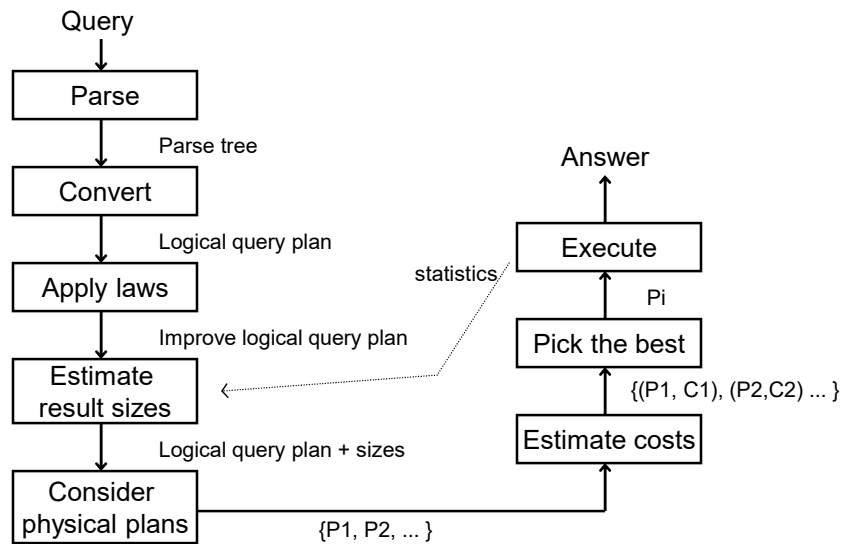 Query
Parse
Parse tree
Convert
Logical query plan
Apply laws
Improve logical query plan
Estimate
result sizes
Logical query plan + sizes
Consider
physical plans
{P1, P2, ... }
Estimate costs
{(P1, C1), (P2,C2) ... }
Pick the best
Pi
Execute
statistics
Answer